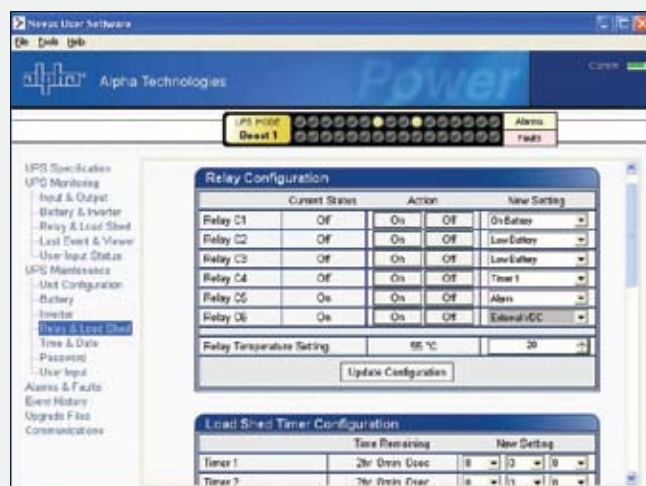 Novus User Software
File Tools Help
alpha Alpha Technologies
Power
Comm
UPS MODE
Boost 1
Alarms
Faults
UPS Specification
UPS Monitoring
Input & Output
Battery & Inverter
Relay & Load Shed
Last Event & Viewer
User Input Status
UPS Maintenance
Unit Configuration
Battery
Inverter
Relay & Load Shed
Time & Date
Password
User Input
Alarms & Faults
Event History
Upgrade Files
Communications
Relay Configuration
Current Status Action New Setting
Relay C1 Off On Off On Battery
Relay C2 Off On Off Low Battery
Relay C3 Off On Off Low Battery
Relay C4 Off On Off Timer 1
Relay C5 On On Off Alarm
Relay C6 On On Off External VDC
Relay Temperature Setting 55 °C 20
Update Configuration
Load Shed Timer Configuration
Time Remaining New Setting
Timer 1 2hr 0min 0sec
Timer 2 2hr 0min 0sec